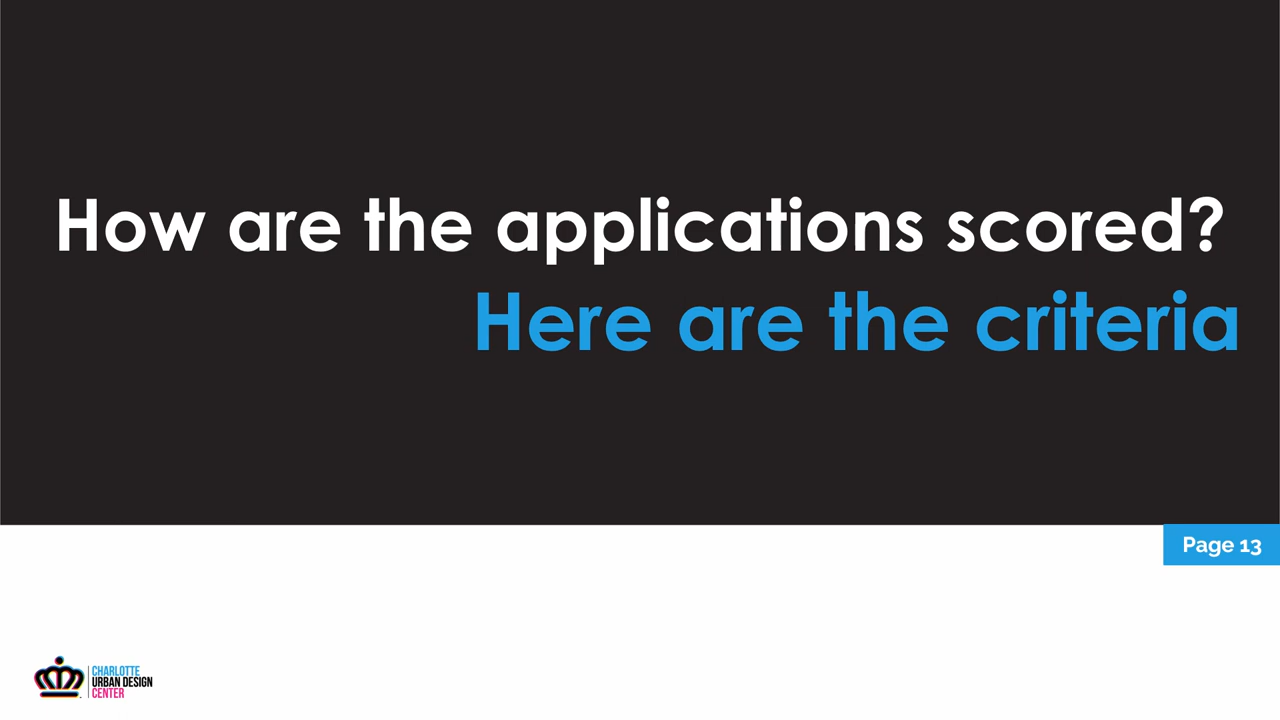 How are the applications scored?
Here are the criteria
Page 13
CHARLOTTE
URBAN DESIGN
CENTER